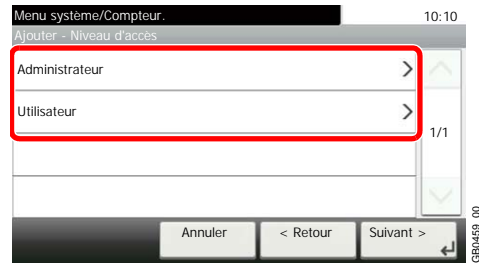 Menu système/Compteur.
10:10
Ajouter - Niveau d'accès
Administrateur
Utilisateur
1/1
Annuler
< Retour
Suivant >
GB0459_00